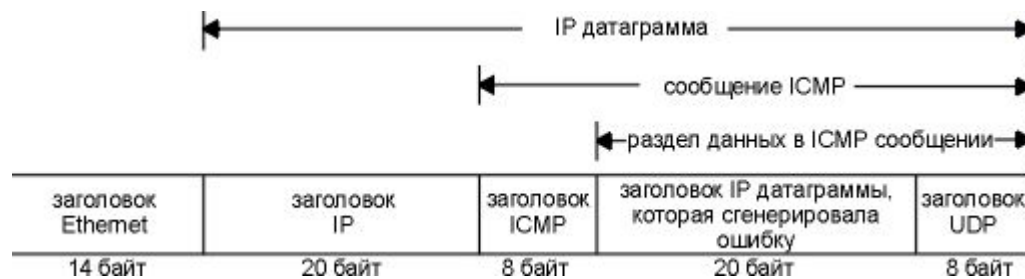 IP датаграмма
сообщение ICMP
раздел данных в ICMP сообщении
заголовок
Ethernet
заголовок
IP
заголовок
ICMP
заголовок IP датаграммы,
которая сгенерировала
ошибку
заголовок
UDP
14 байт
20 байт
8 байт
20 байт
8 байт